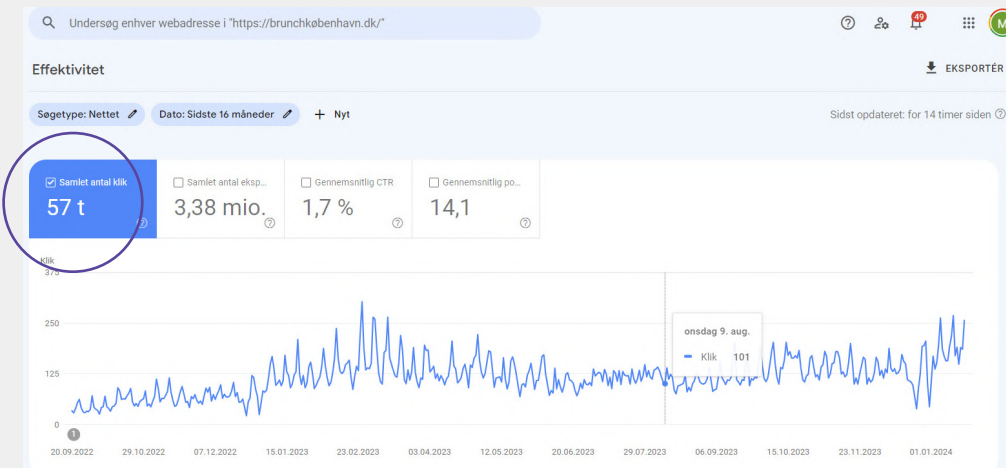 Undersøg enhver webadresse i "https://brunchkøbenhavn.dk/"
49
M
Effektivitet
EKSPORTÉR
Søgetype: Nettet
Dato: Sidste 16 måneder
+ Nyt
Sidst opdateret: for 14 timer siden
Samlet antal klik
57 t
Samlet antal eksp...
3,38 mio.
Gennemsnitlig CTR
1,7 %
Gennemsnitlig po...
14,1
Klik
375
250
125
0
onsdag 9. aug.
Klik 101
1
20.09.2022 29.10.2022 07.12.2022 15.01.2023 23.02.2023 03.04.2023 12.05.2023 20.06.2023 29.07.2023 06.09.2023 15.10.2023 23.11.2023 01.01.2024